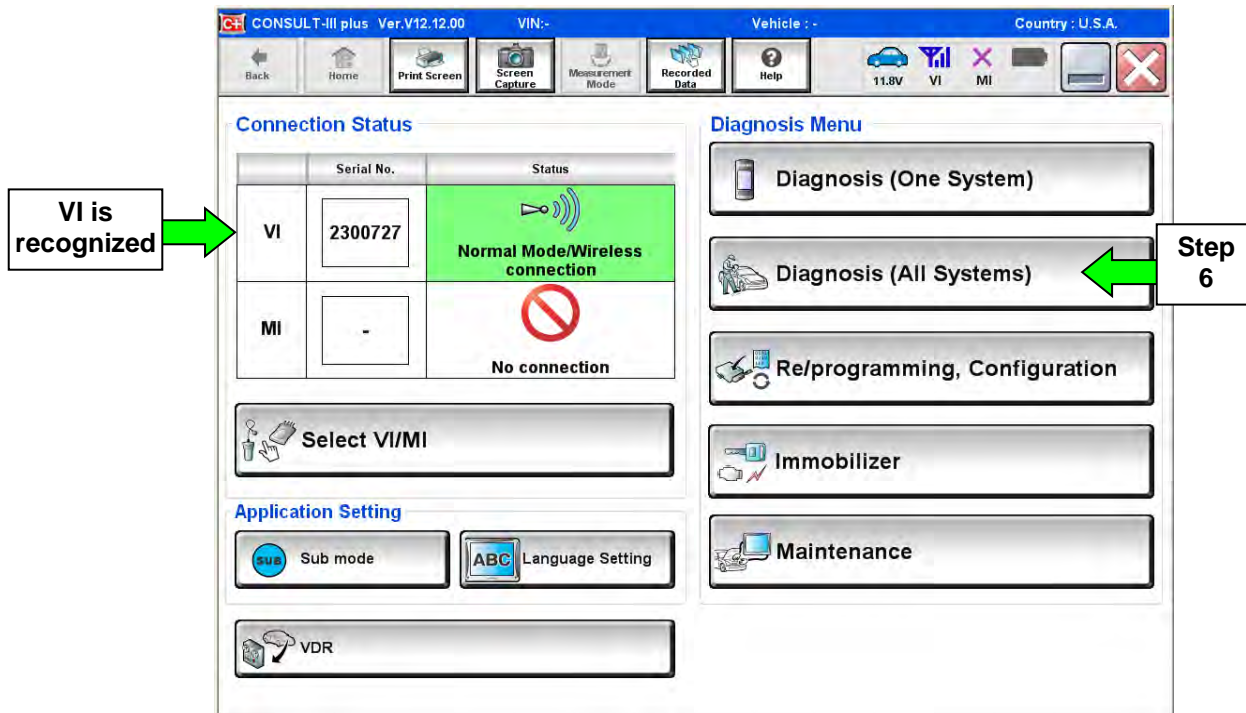 CONSULT-III plus Ver.V12.12.00 VIN:- Vehicle : - Country : U.S.A.
Back
Home
Print Screen
Screen
Capture
Measurement
Mode
Recorded
Data
Help
11.8V VI MI
Connection Status
Serial No. Status
VI 2300727
Normal Mode/Wireless
connection
MI -
No connection
Select VI/MI
Application Setting
SUB Sub mode
ABC Language Setting
VDR
Diagnosis Menu
Diagnosis (One System)
Diagnosis (All Systems)
Re/programming, Configuration
Immobilizer
Maintenance
VI is
recognized
Step
6